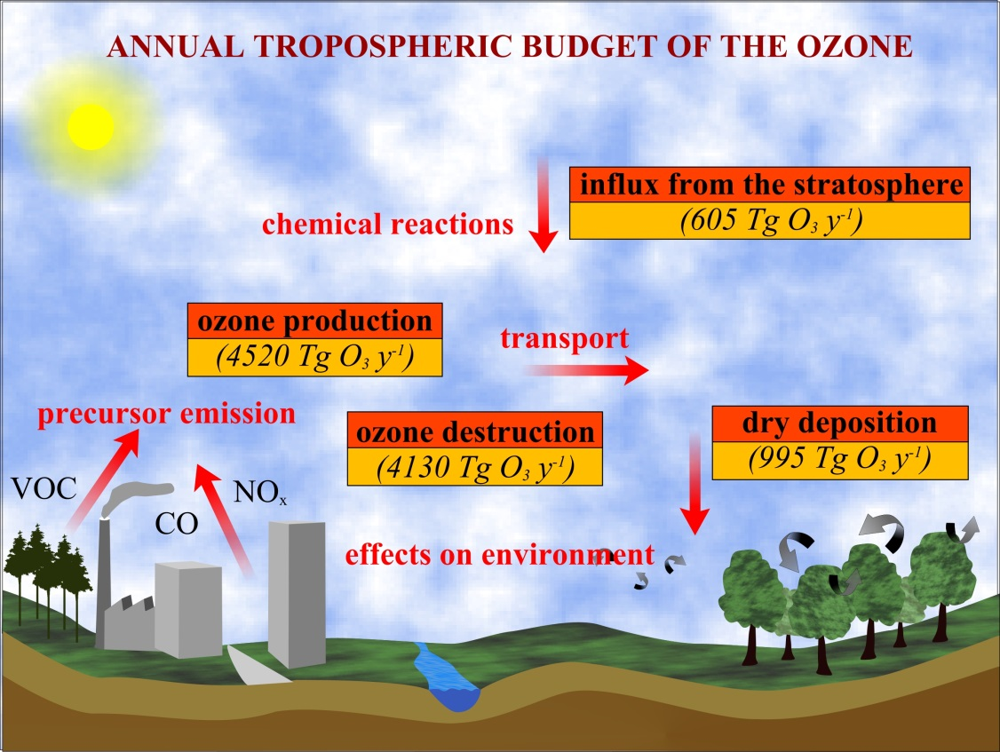 ANNUAL TROPOSPHERIC BUDGET OF THE OZONE
influx from the stratosphere
(605 Tg O₃ y⁻¹)
chemical reactions
ozone production
(4520 Tg O₃ y⁻¹)
transport
precursor emission
ozone destruction
(4130 Tg O₃ y⁻¹)
dry deposition
(995 Tg O₃ y⁻¹)
VOC
CO
NOₓ
effects on environment